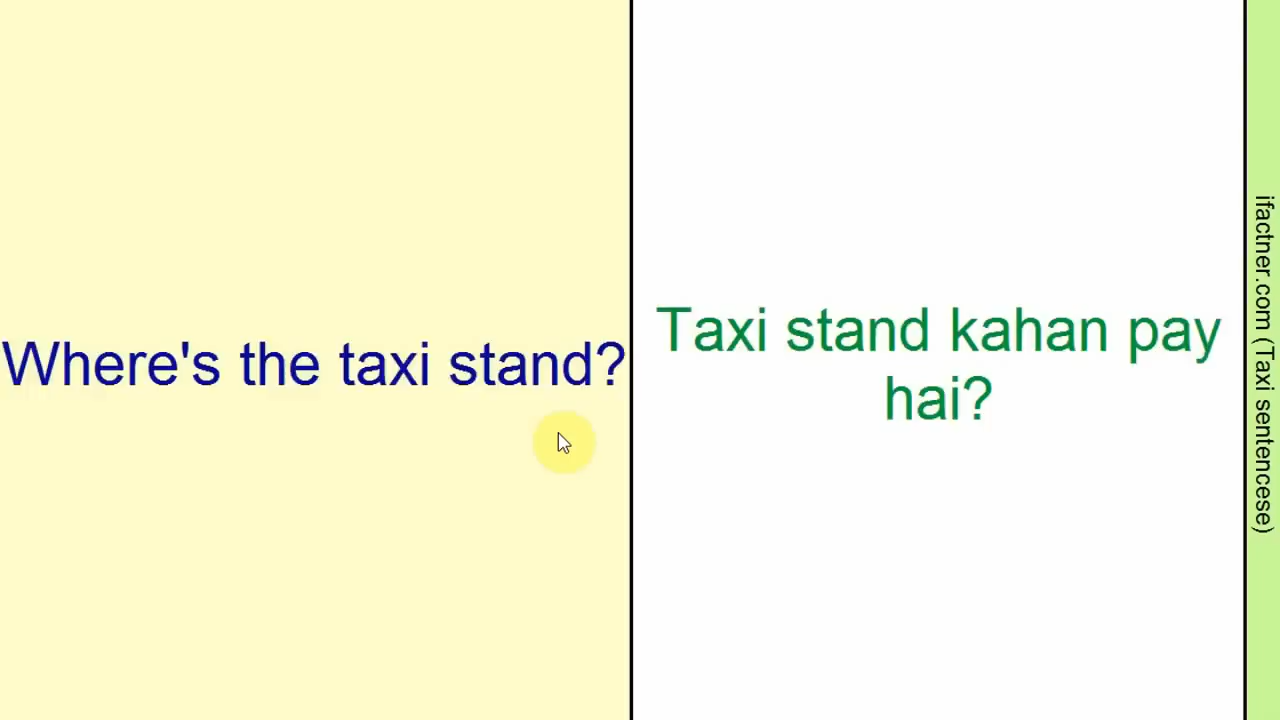 Where's the taxi stand?
Taxi stand kahan pay
hai?
ifactner.com (Taxi sentencese)